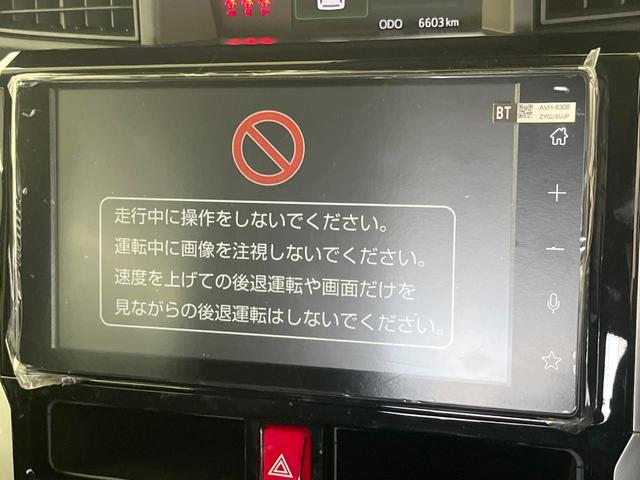 ODO 6603km
BT
AVH-8308
ZY02/XUJP
走行中に操作をしないでください。
運転中に画像を注視しないでください。
速度を上げての後退運転や画面だけを
見ながらの後退運転はしないでください。